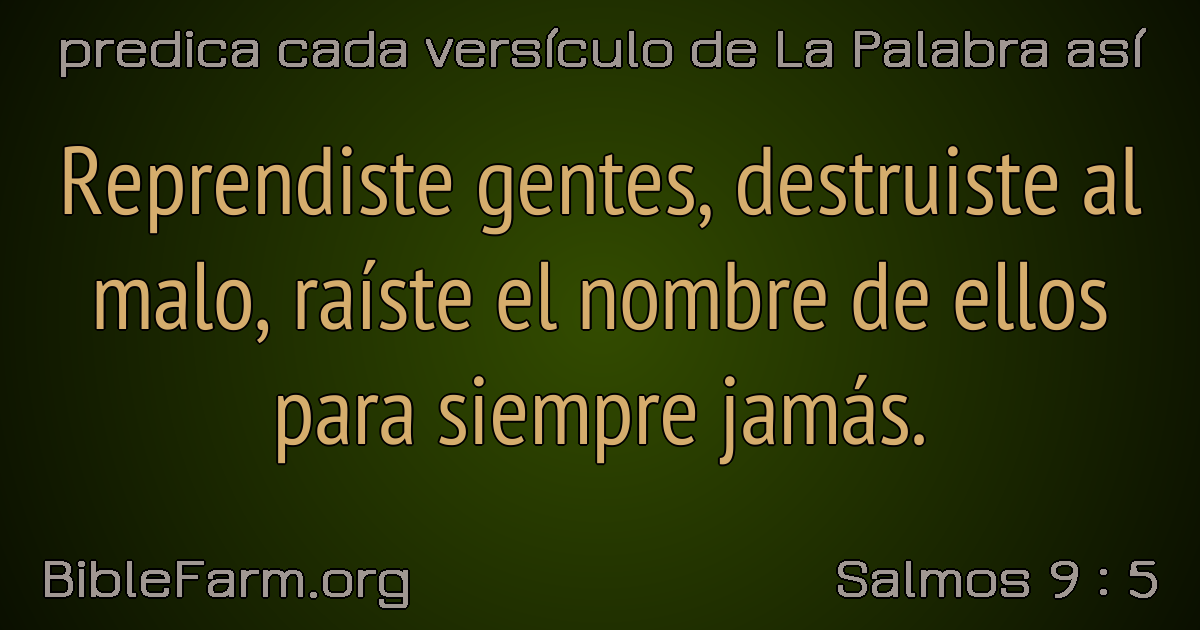 predica cada versículo de La Palabra así
Reprendiste gentes, destruiste al
malo, raíste el nombre de ellos
para siempre jamás.
BibleFarm.org
Salmos 9 : 5